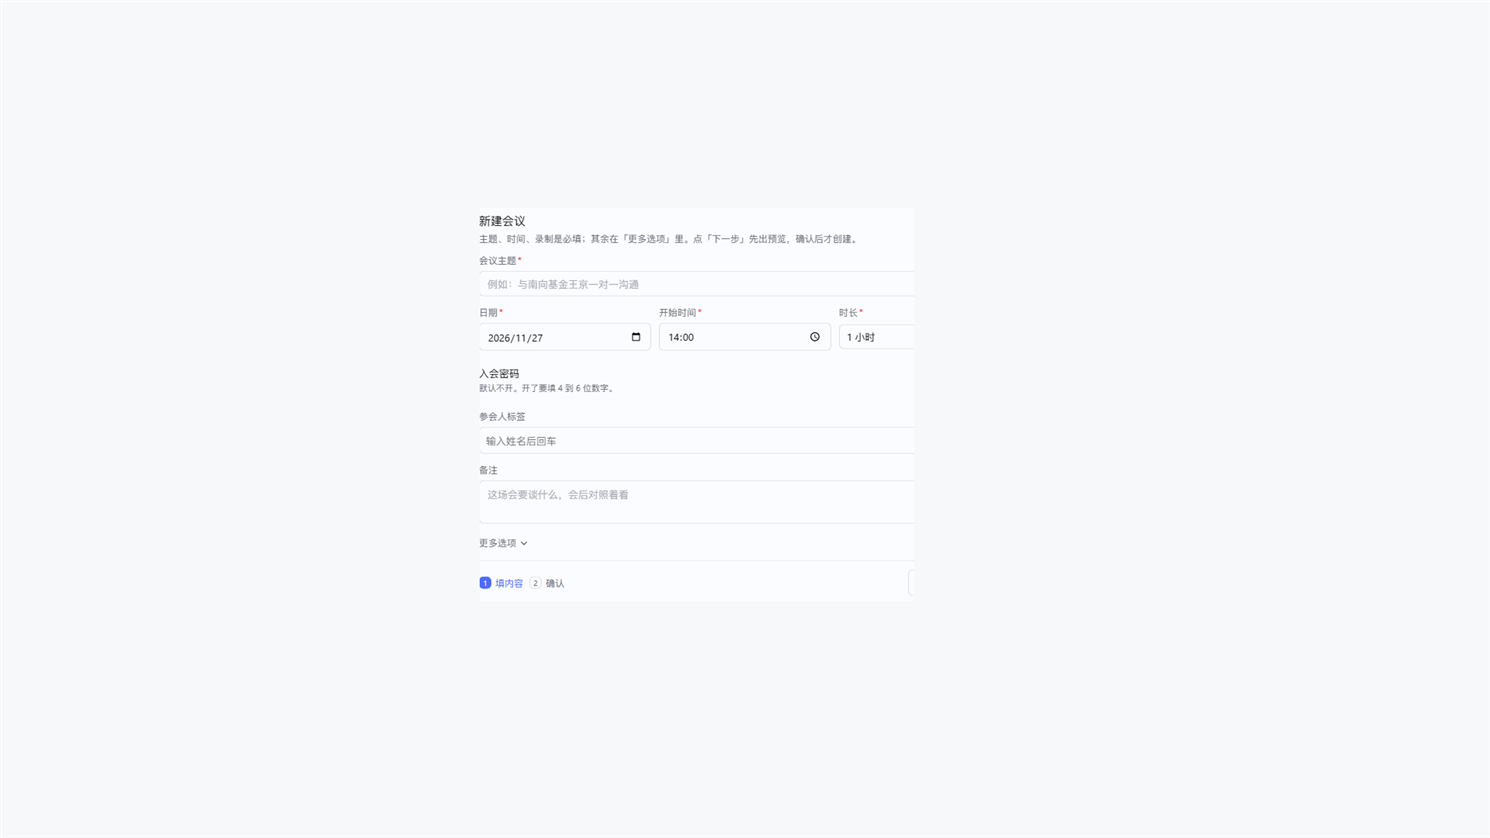 新建会议
主题、时间、录制是必填；其余在「更多选项」里。点「下一步」先出预览，确认后才创建。
会议主题*
例如：与南向基金王京一对一沟通
日期* 开始时间* 时长*
2026/11/27 14:00 1 小时
入会密码
默认不开。开了要填 4 到 6 位数字。
参会人标签
输入姓名后回车
备注
这场会要谈什么，会后对照着看
更多选项
1 填内容 2 确认